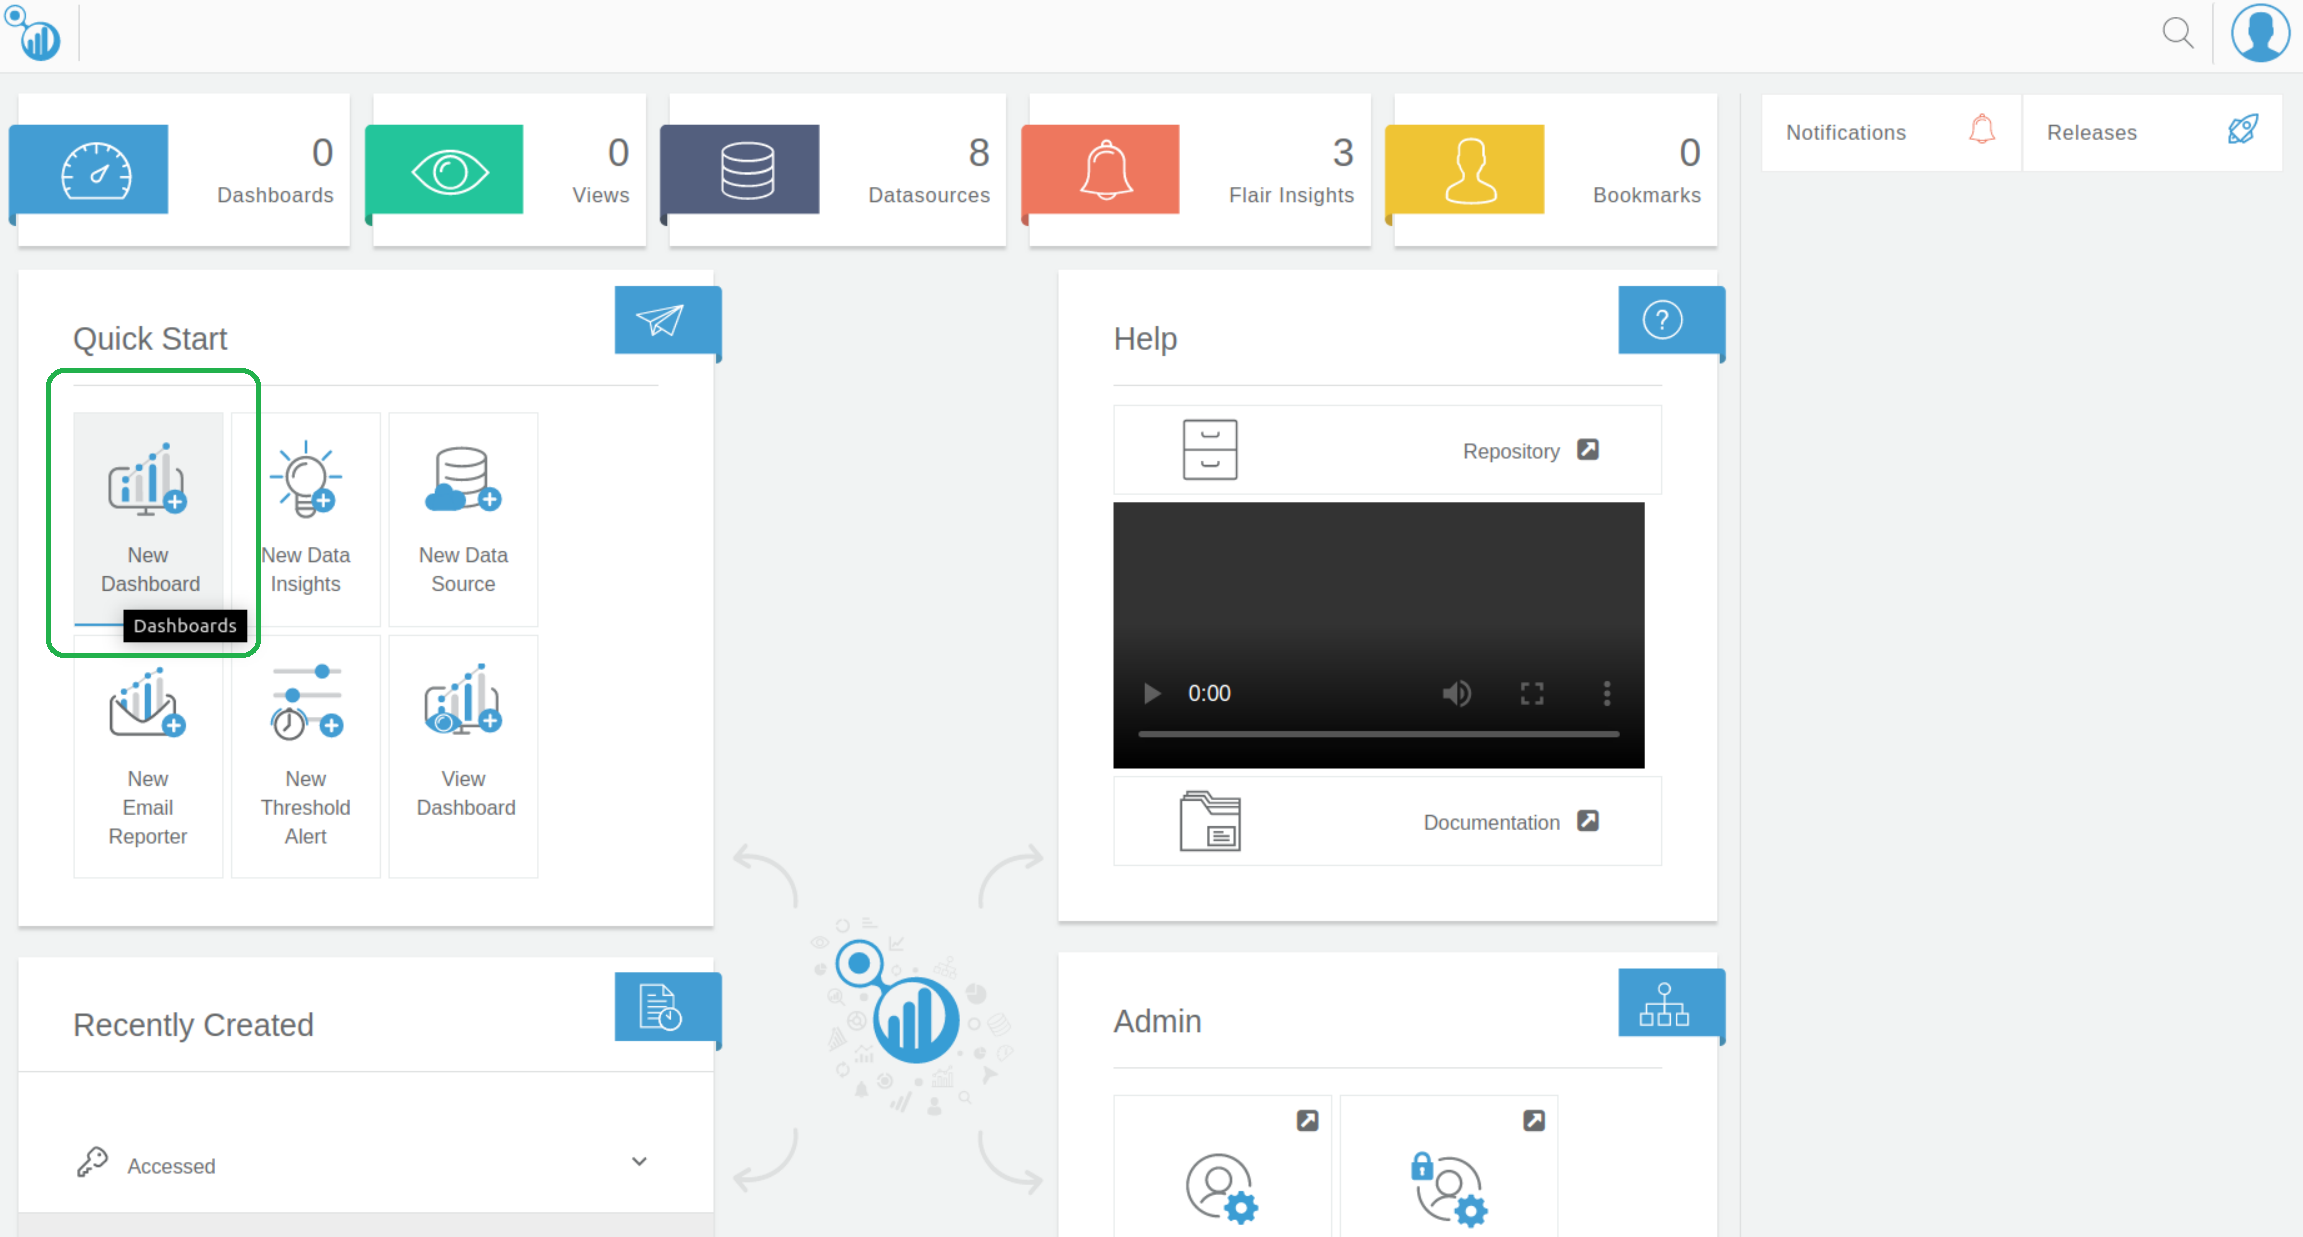 0
Dashboards
0
Views
8
Datasources
3
Flair Insights
0
Bookmarks
Notifications
Releases
Quick Start
New
Dashboard
Dashboards
New Data
Insights
New Data
Source
New
Email
Reporter
New
Threshold
Alert
View
Dashboard
Help
?
Repository
0:00
Documentation
Recently Created
Accessed
Admin